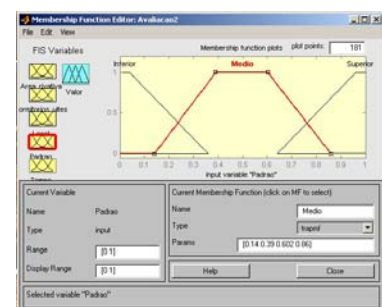 Membership Function Editor: Avaliacao2
File Edit View
FIS Variables
Membership function plots plot points: 181
Valor
Padrao
Inferior Medio Superior
1
0.5
0
0 0.1 0.2 0.3 0.4 0.5 0.6 0.7 0.8 0.9 1
input variable "Padrao"
Current Variable
Name Padrao
Type input
Range [0 1]
Display Range [0 1]
Current Membership Function (click on MF to select)
Name Medio
Type trapmf
Params [0.14 0.39 0.602 0.86]
Help Close
Selected variable "Padrao"